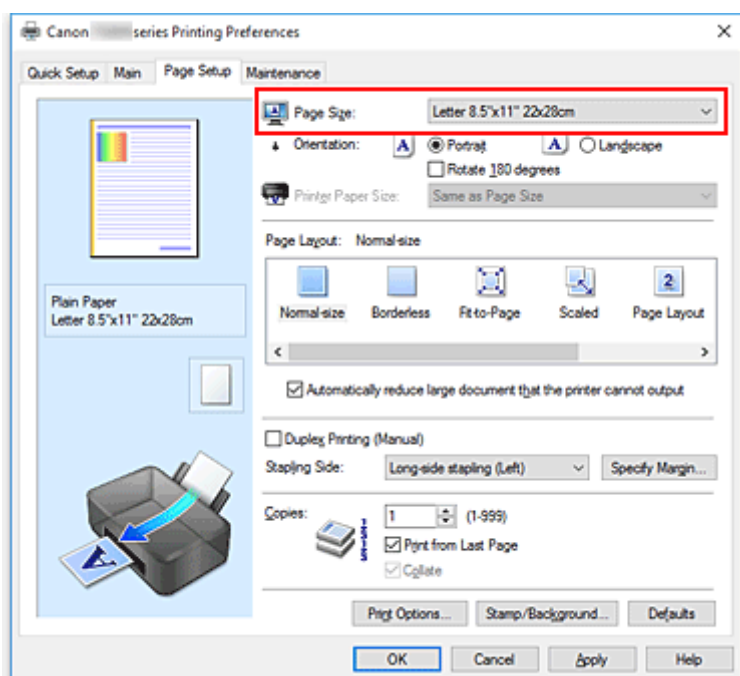 Canon series Printing Preferences
Quick Setup Main Page Setup Maintenance
Page Size: Letter 8.5"x11" 22x28cm
Orientation: A Portrait A Landscape
Rotate 180 degrees
Printer Paper Size: Same as Page Size
Page Layout: Normal-size
2
Normal-size Borderless Fit-to-Page Scaled Page Layout
Plain Paper
Letter 8.5"x11" 22x28cm
Automatically reduce large document that the printer cannot output
Duplex Printing (Manual)
Stapling Side: Long-side stapling (Left) Specify Margin...
Copies: 1 (1-999)
Print from Last Page
Collate
A
Print Options... Stamp/Background... Defaults
OK Cancel Apply Help